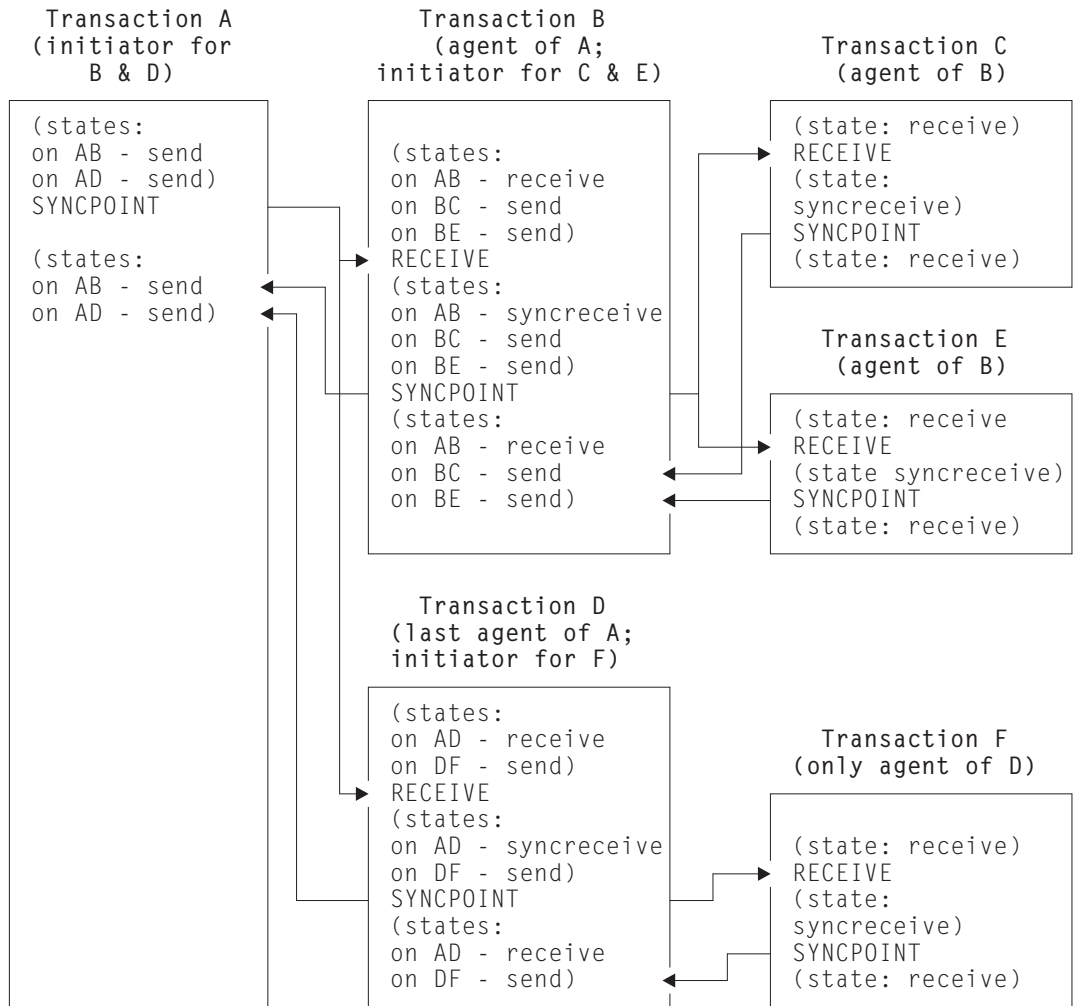 Transaction A
(initiator for
B & D)
(states:
on AB - send
on AD - send)
SYNCPOINT
(states:
on AB - send
on AD - send)
Transaction B
(agent of A;
initiator for C & E)
(states:
on AB - receive
on BC - send
on BE - send)
RECEIVE
(states:
on AB - syncreceive
on BC - send
on BE - send)
SYNCPOINT
(states:
on AB - receive
on BC - send
on BE - send)
Transaction C
(agent of B)
(state: receive)
RECEIVE
(state:
syncreceive)
SYNCPOINT
(state: receive)
Transaction E
(agent of B)
(state: receive
RECEIVE
(state syncreceive)
SYNCPOINT
(state: receive)
Transaction D
(last agent of A;
initiator for F)
(states:
on AD - receive
on DF - send)
RECEIVE
(states:
on AD - syncreceive
on DF - send)
SYNCPOINT
(states:
on AD - receive
on DF - send)
Transaction F
(only agent of D)
(state: receive)
RECEIVE
(state:
syncreceive)
SYNCPOINT
(state: receive)